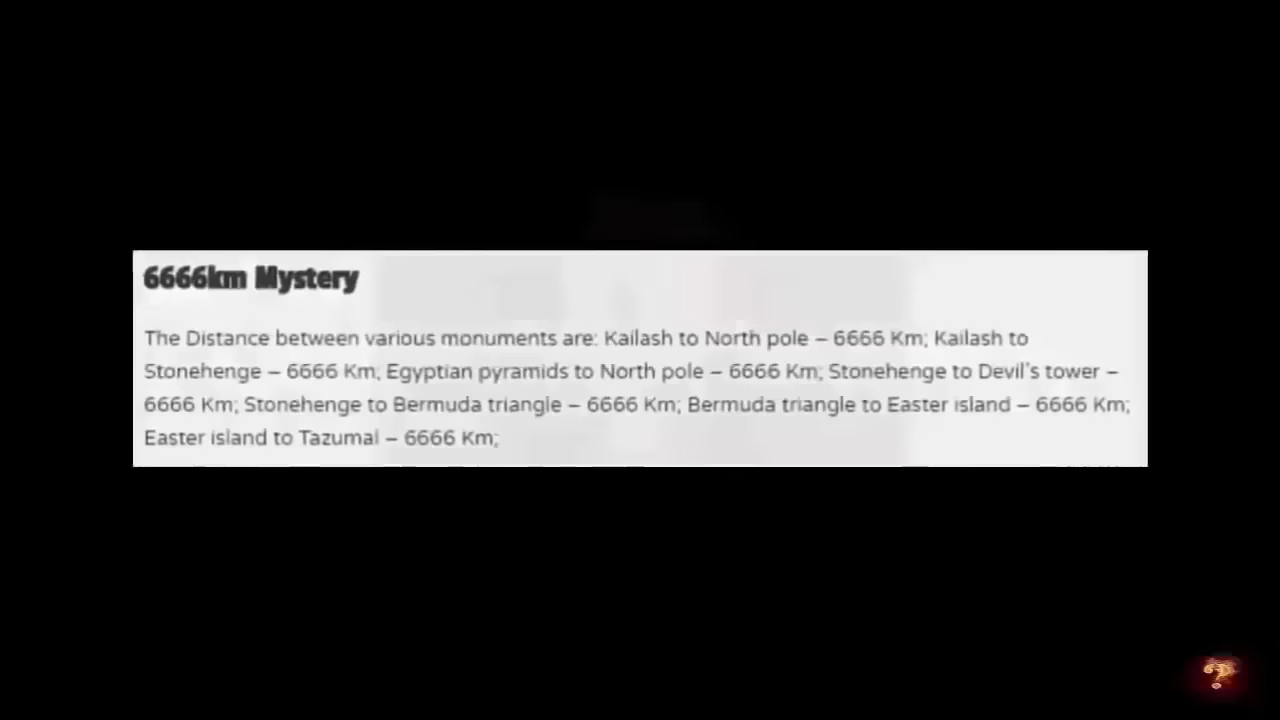 6666km Mystery
The Distance between various monuments are: Kailash to North pole – 6666 Km; Kailash to
Stonehenge – 6666 Km; Egyptian pyramids to North pole – 6666 Km; Stonehenge to Devil's tower –
6666 Km; Stonehenge to Bermuda triangle – 6666 Km; Bermuda triangle to Easter island – 6666 Km;
Easter island to Tazumal – 6666 Km;